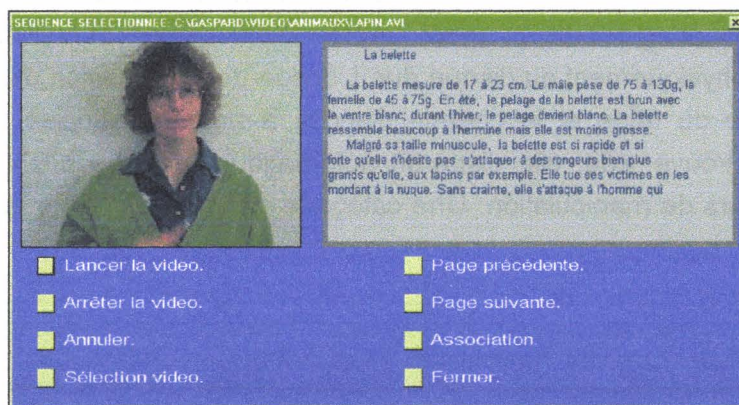 SEQUENCE SELECTIONNEE: C:\GASPARD\VIDEO\ANIMAUX\LAPIN.AVI
La belette
La belette mesure de 17 à 23 cm. Le mâle pèse de 75 à 130g, la
femelle de 45 à 75g. En été, le pelage de la belette est brun avec
le ventre blanc; durant l'hiver, le pelage devient blanc. La belette
ressemble beaucoup à l'hermine mais elle est moins grosse.
Malgré sa taille minuscule, la belette est si rapide et si
forte qu'elle n'hésite pas s'attaquer à des rongeurs bien plus
grands qu'elle, aux lapins par exemple. Elle tue ses victimes en les
mordant à la nuque. Sans crainte, elle s'attaque à l'homme qui
Lancer la video.
Arrêter la video.
Annuler.
Sélection video.
Page précédente.
Page suivante.
Association.
Fermer.